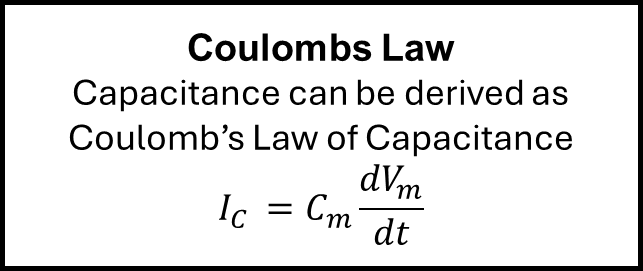 Coulombs Law
Capacitance can be derived as
Coulomb’s Law of Capacitance
I_C = C_m dV_m/dt